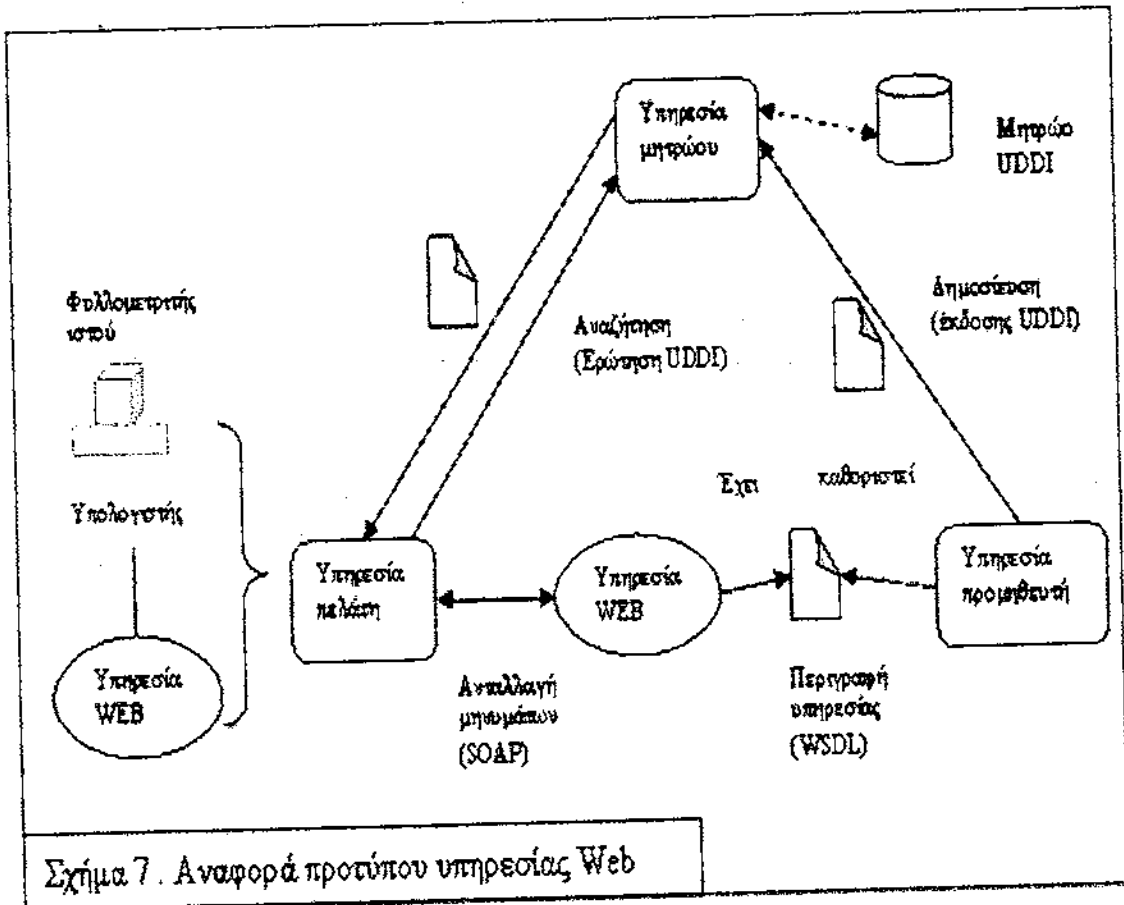 Υπηρεσία
μητρώου
Μητρώο
UDDI
Φυλλομετρητής
ιστού
Αναζήτηση
(Ερώτηση UDDI)
Δημοσίευση
(έκδοσης UDDI)
Υπολογιστής
Έχει καθοριστεί
Υπηρεσία
πελάτη
Υπηρεσία
WEB
Υπηρεσία
προμηθευτή
Υπηρεσία
WEB
Ανταλλαγή
μηνυμάτων
(SOAP)
Περιγραφή
υπηρεσίας
(WSDL)
Σχήμα 7. Αναφορά προτύπου υπηρεσίας Web